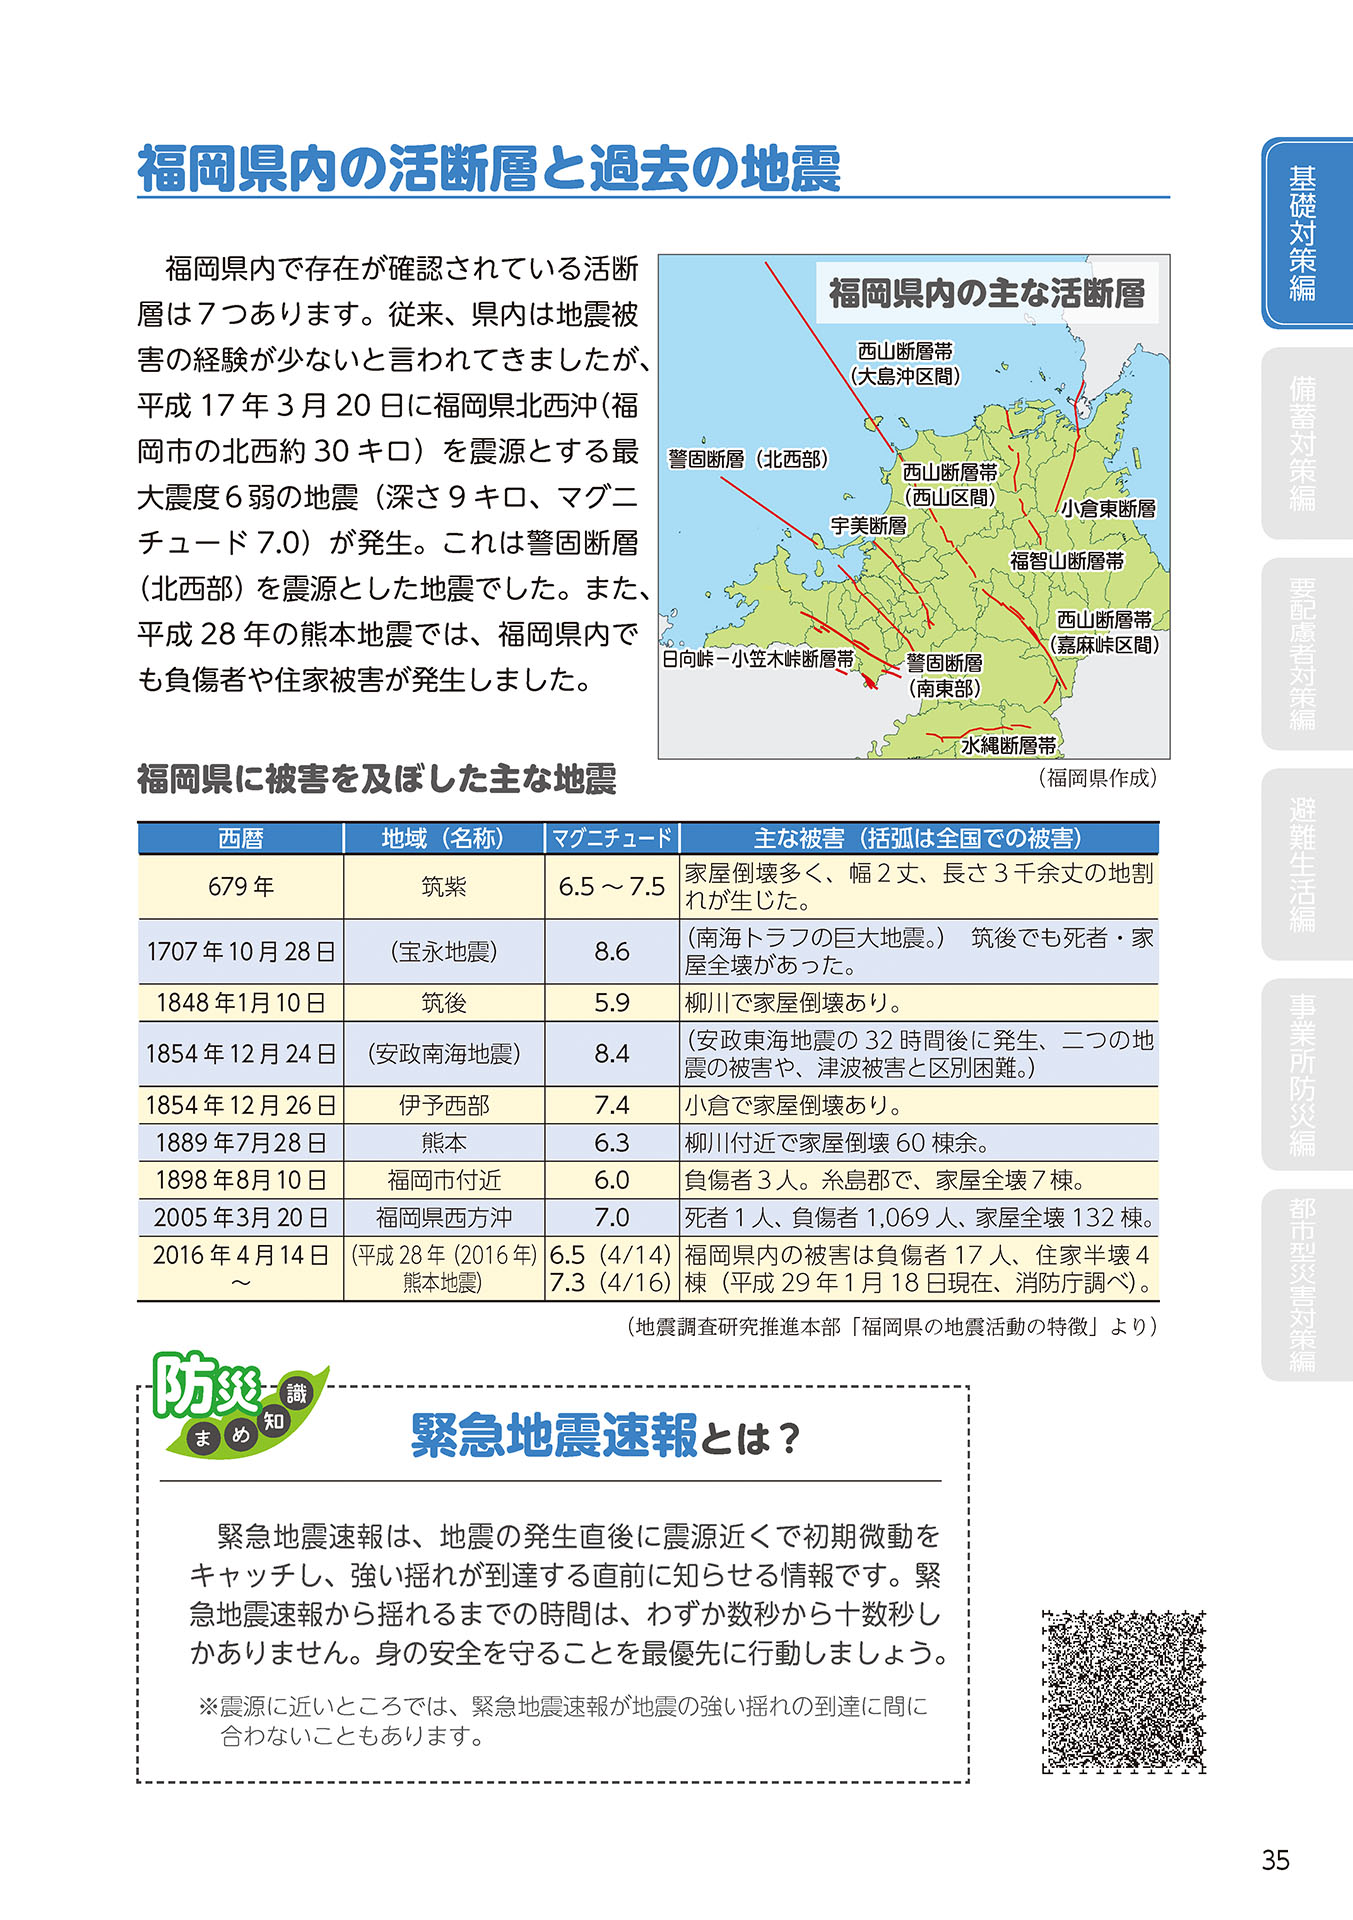 福岡県内の活断層と過去の地震
福岡県内で存在が確認されている活断
層は７つあります。従来、県内は地震被
害の経験が少ないと言われてきましたが、
平成 17 年 3 月 20 日に福岡県北西沖（福
岡市の北西約 30 キロ）を震源とする最
大震度６弱の地震（深さ 9 キロ、マグニ
チュード 7.0）が発生。これは警固断層
（北西部）を震源とした地震でした。また、
平成 28 年の熊本地震では、福岡県内で
も負傷者や住家被害が発生しました。
福岡県内の主な活断層
西山断層帯
（大島沖区間）
警固断層（北西部）
西山断層帯
（西山区間）
小倉東断層
宇美断層
福智山断層帯
西山断層帯
（嘉麻峠区間）
日向峠－小笠木峠断層帯
警固断層
（南東部）
水縄断層帯
（福岡県作成）
福岡県に被害を及ぼした主な地震
西暦 地域（名称） マグニチュード 主な被害（括弧は全国での被害）
679 年 筑紫 6.5 ～ 7.5 家屋倒壊多く、幅２丈、長さ３千余丈の地割
れが生じた。
1707 年 10 月 28 日 （宝永地震） 8.6 （南海トラフの巨大地震。） 筑後でも死者・家
屋全壊があった。
1848 年1月 10 日 筑後 5.9 柳川で家屋倒壊あり。
1854 年 12 月 24 日 （安政南海地震） 8.4 （安政東海地震の 32 時間後に発生、二つの地
震の被害や、津波被害と区別困難。）
1854 年 12 月 26 日 伊予西部 7.4 小倉で家屋倒壊あり。
1889 年7月28 日 熊本 6.3 柳川付近で家屋倒壊 60 棟余。
1898 年8月 10 日 福岡市付近 6.0 負傷者３人。糸島郡で、家屋全壊７棟。
2005 年3月 20 日 福岡県西方沖 7.0 死者１人、負傷者 1,069 人、家屋全壊 132 棟。
2016 年 4 月 14 日 （平成 28 年（2016 年） 6.5（4/14） 福岡県内の被害は負傷者 17 人、住家半壊４
～ 熊本地震） 7.3（4/16） 棟（平成 29 年１月 18 日現在、消防庁調べ）。
（地震調査研究推進本部「福岡県の地震活動の特徴」より）
防災
まめ知識
緊急地震速報とは？
緊急地震速報は、地震の発生直後に震源近くで初期微動を
キャッチし、強い揺れが到達する直前に知らせる情報です。緊
急地震速報から揺れるまでの時間は、わずか数秒から十数秒し
かありません。身の安全を守ることを最優先に行動しましょう。
※震源に近いところでは、緊急地震速報が地震の強い揺れの到達に間に
合わないこともあります。
基礎対策編
備蓄対策編
要配慮者対策編
避難生活編
事業所防災編
都市型災害対策編
35